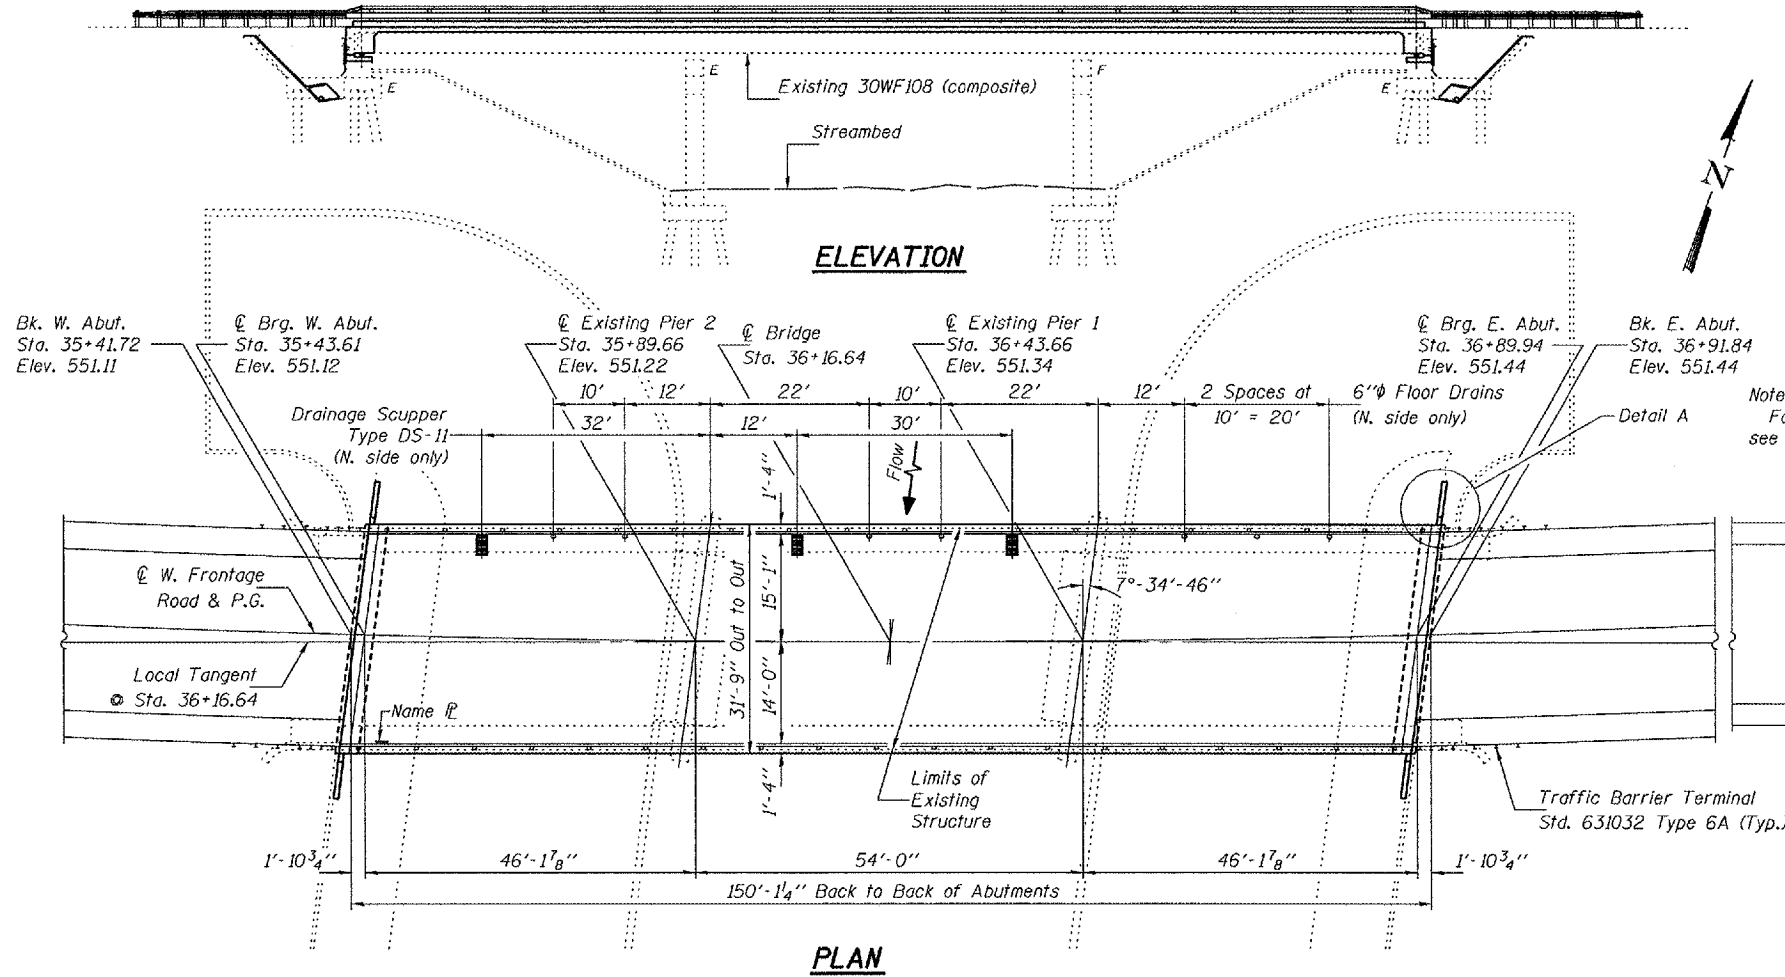 E
E
F
E
Existing 30WF108 (composite)
Streambed
N
ELEVATION
Bk. W. Abut.
Sta. 35+41.72
Elev. 551.11
℄ Brg. W. Abut.
Sta. 35+43.61
Elev. 551.12
℄ Existing Pier 2
Sta. 35+89.66
Elev. 551.22
℄ Bridge
Sta. 36+16.64
℄ Existing Pier 1
Sta. 36+43.66
Elev. 551.34
℄ Brg. E. Abut.
Sta. 36+89.94
Elev. 551.44
Bk. E. Abut.
Sta. 36+91.84
Elev. 551.44
10'
12'
22'
10'
22'
12'
2 Spaces at
10' = 20'
6"φ Floor Drains
(N. side only)
Note
Fo
see
Detail A
Drainage Scupper
Type DS-11
(N. side only)
32'
12'
30'
Flow
1'-4"
15'-1"
31'-9" Out to Out
14'-0"
1'-4"
7°-34'-46"
℄ W. Frontage
Road & P.G.
Local Tangent
@ Sta. 36+16.64
Name ℙL
Limits of
Existing
Structure
Traffic Barrier Terminal
Std. 631032 Type 6A (Typ.)
1'-10¾"
46'-1⅞"
54'-0"
46'-1⅞"
1'-10¾"
150'-1¼" Back to Back of Abutments
PLAN